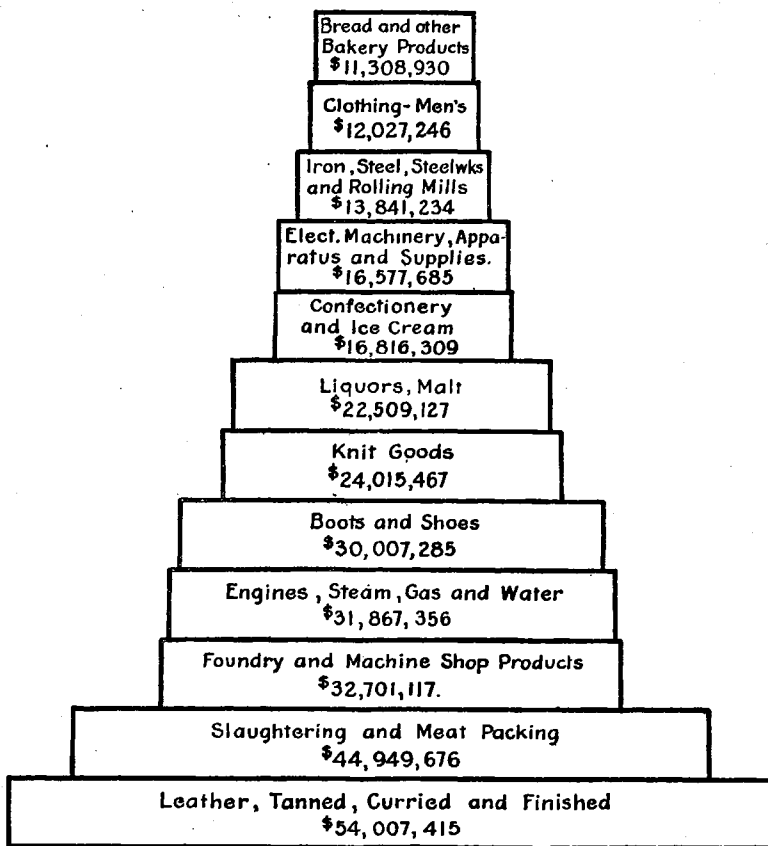 Bread and other
Bakery Products
$11,308,930
Clothing-Men's
$12,027,246
Iron, Steel, Steelwks
and Rolling Mills
$13,841,234
Elect. Machinery, Appa-
ratus and Supplies.
$16,577,685
Confectionery
and Ice Cream
$16,816,309
Liquors, Malt
$22,509,127
Knit Goods
$24,015,467
Boots and Shoes
$30,007,285
Engines, Steam, Gas and Water
$31,867,356
Foundry and Machine Shop Products
$32,701,117.
Slaughtering and Meat Packing
$44,949,676
Leather, Tanned, Curried and Finished
$54,007,415